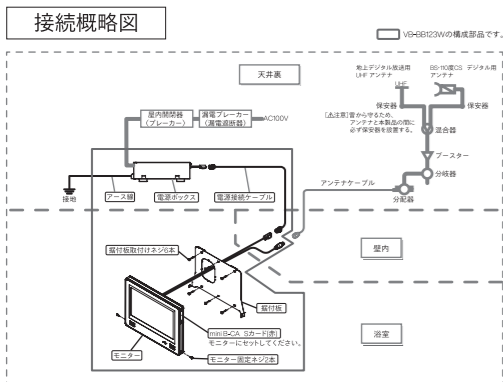 接続概略図
VB-BB123Wの構成部品です。
天井裏
地上デジタル放送用
UHF アンテナ
UHF
BS・110度CS デジタル用
アンテナ
保安器
保安器
[⚠注意]雷から守るため、
アンテナと本製品の間に
必ず保安器を設置する。
混合器
ブースター
分岐器
分配器
アンテナケーブル
屋内開閉器
(ブレーカー)
漏電ブレーカー
(漏電遮断器)
AC100V
接地
アース線
電源ボックス
電源接続ケーブル
壁内
据付板取付けネジ6本
据付板
浴室
mini B-CA Sカード(赤)
モニターにセットしてください。
モニター
モニター固定ネジ2本